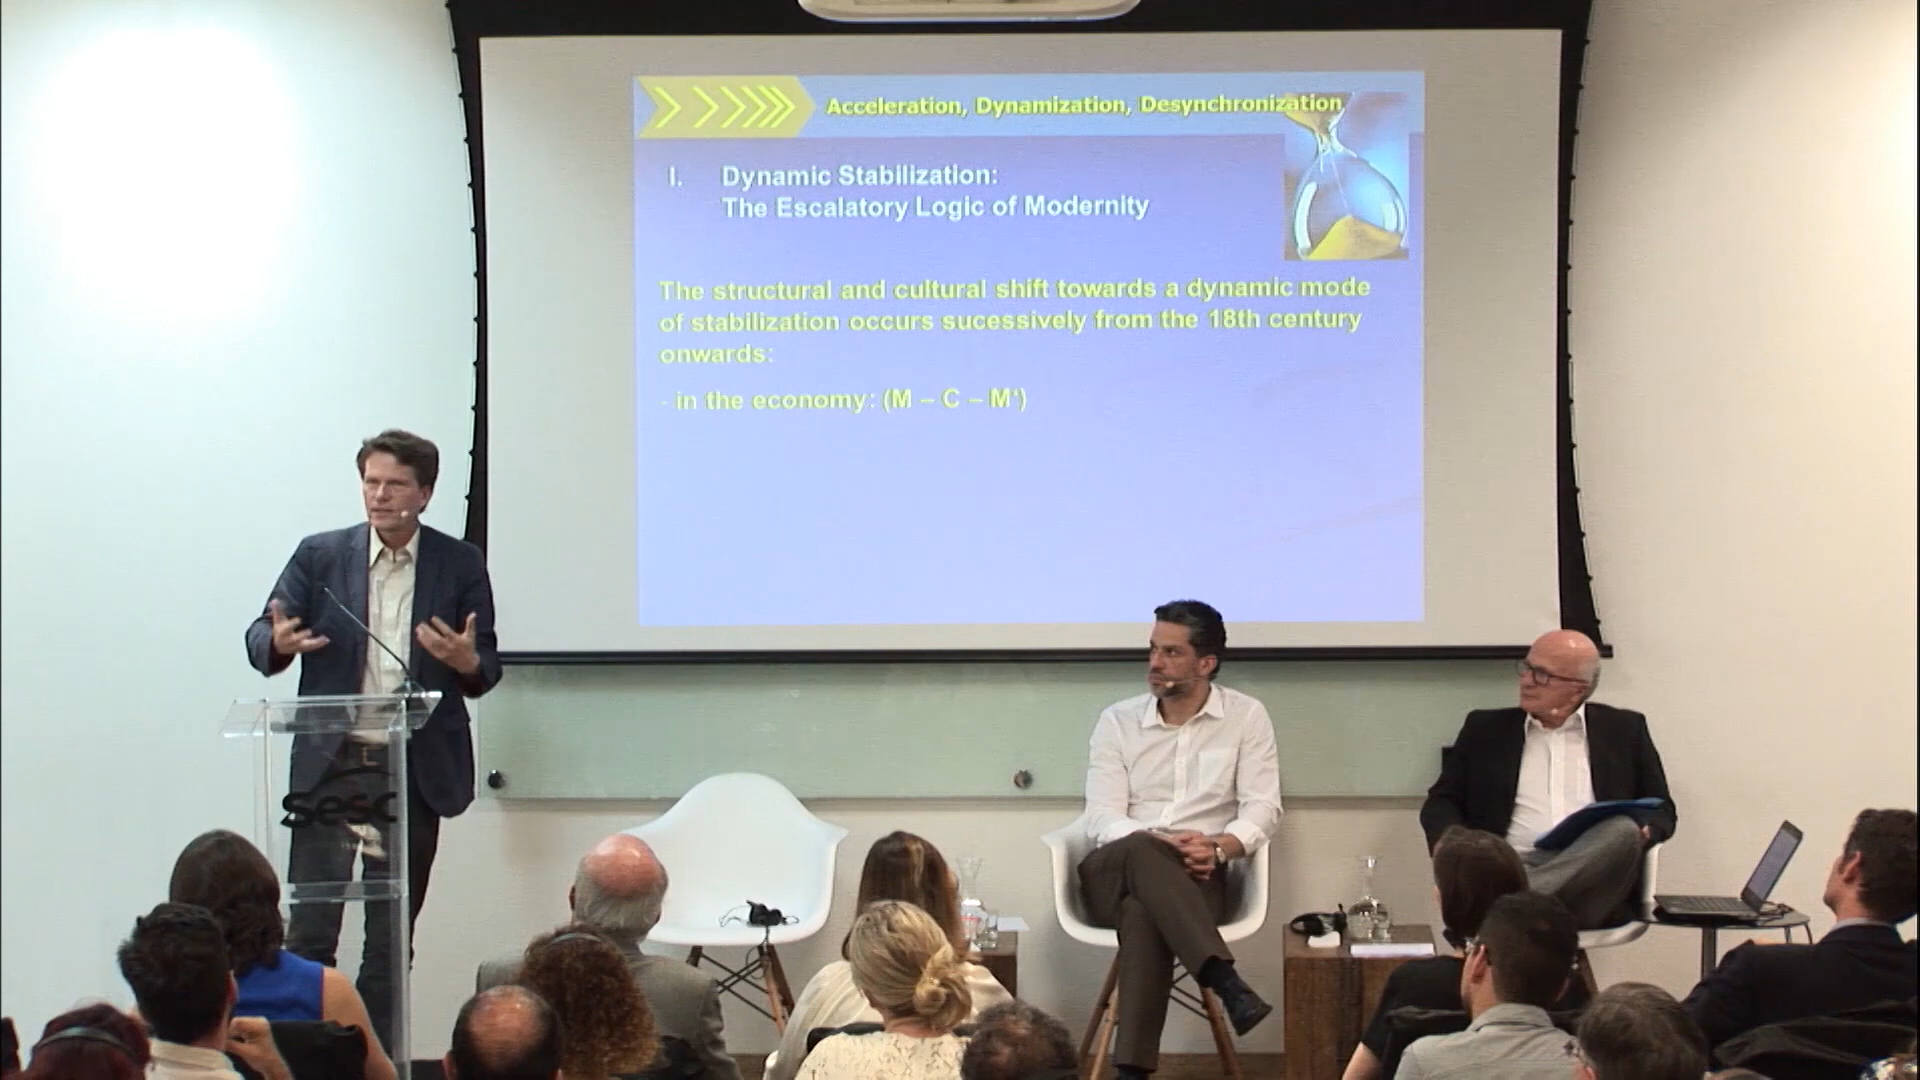 Acceleration, Dynamization, Desynchronization
I. Dynamic Stabilization:
The Escalatory Logic of Modernity
The structural and cultural shift towards a dynamic mode
of stabilization occurs sucessively from the 18th century
onwards:
- in the economy: (M – C – M‘)
sesc